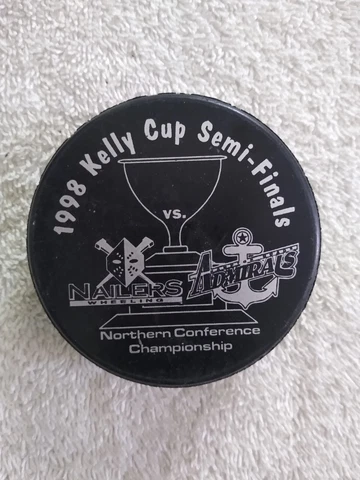 1998 Kelly Cup Semi-Finals
vs.
NAILERS
WHEELING
ADMIRALS
Northern Conference
Championship